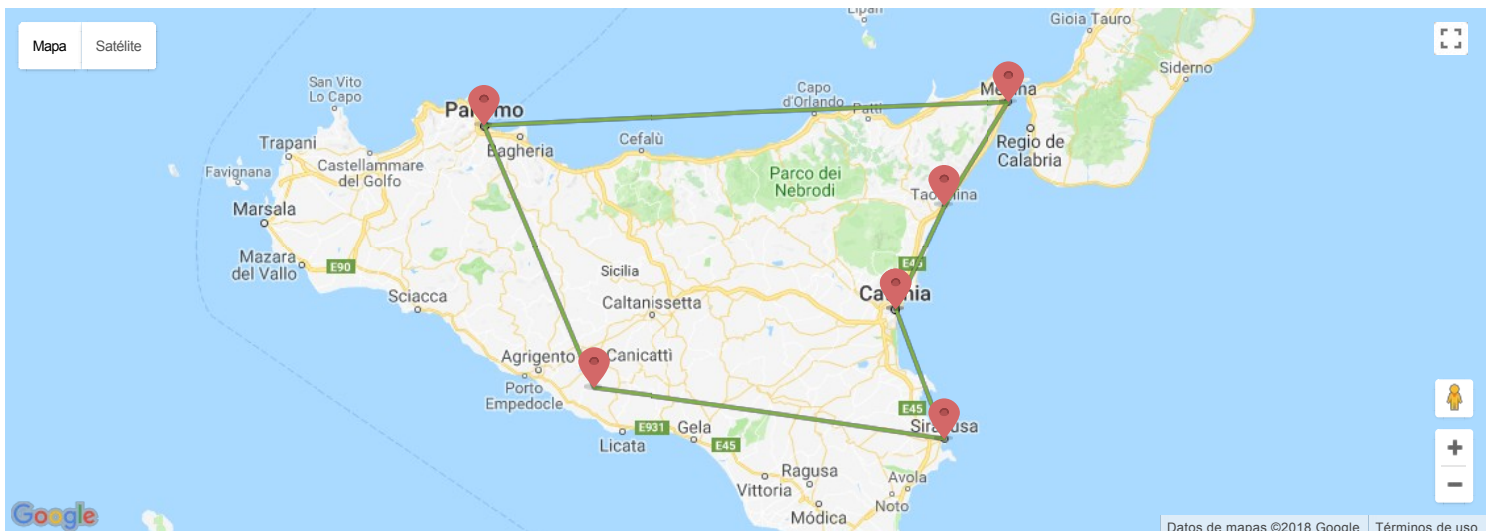 Mapa
Satélite
Gioia Tauro
Siderno
San Vito
Lo Capo
Capo
d'Orlando
Patti
Regio de
Calabria
Trapani
Bagheria
Cefalù
Castellammare
del Golfo
Favignana
Parco dei
Nebrodi
Marsala
Mazara
del Vallo
E90
Sicilia
Sciacca
Caltanissetta
Agrigento
Canicattì
Porto
Empedocle
E45
E931
Gela
E45
Licata
Ragusa
Avola
Vittoria
Noto
Módica
Google
Datos de mapas ©2018 Google
Términos de uso